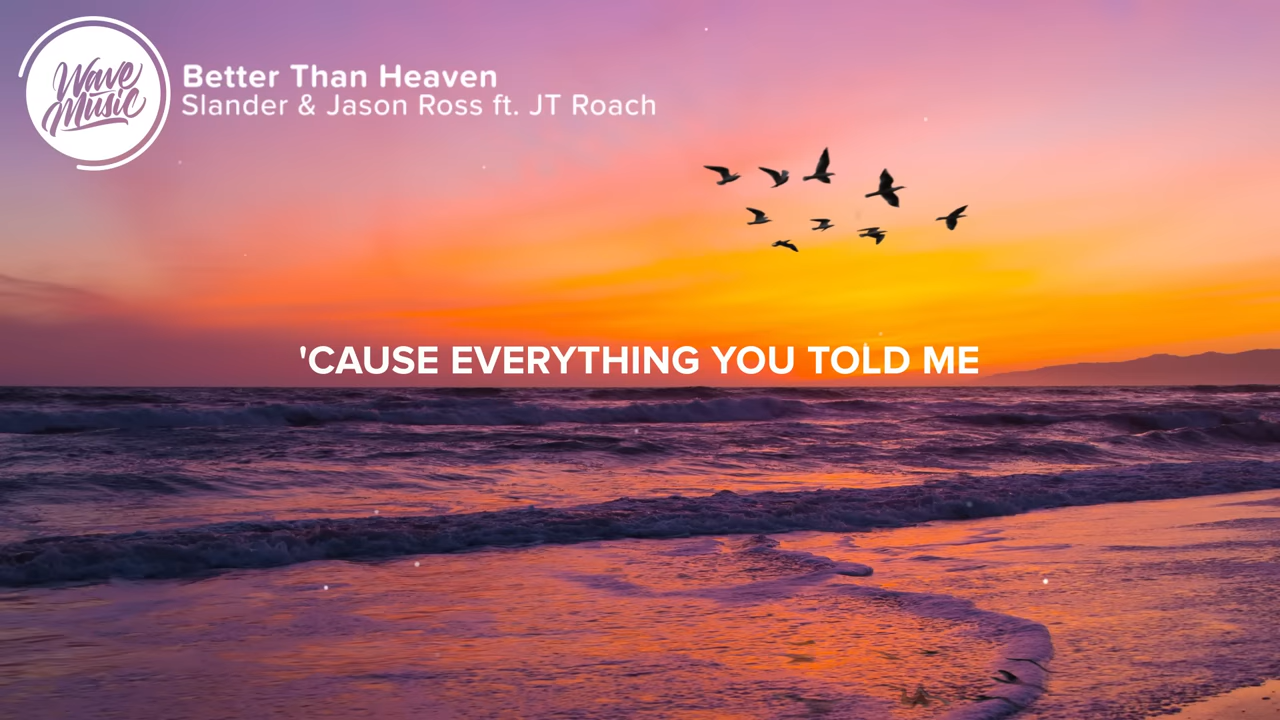 Wave
Music
Better Than Heaven
Slander & Jason Ross ft. JT Roach
'CAUSE EVERYTHING YOU TOLD ME